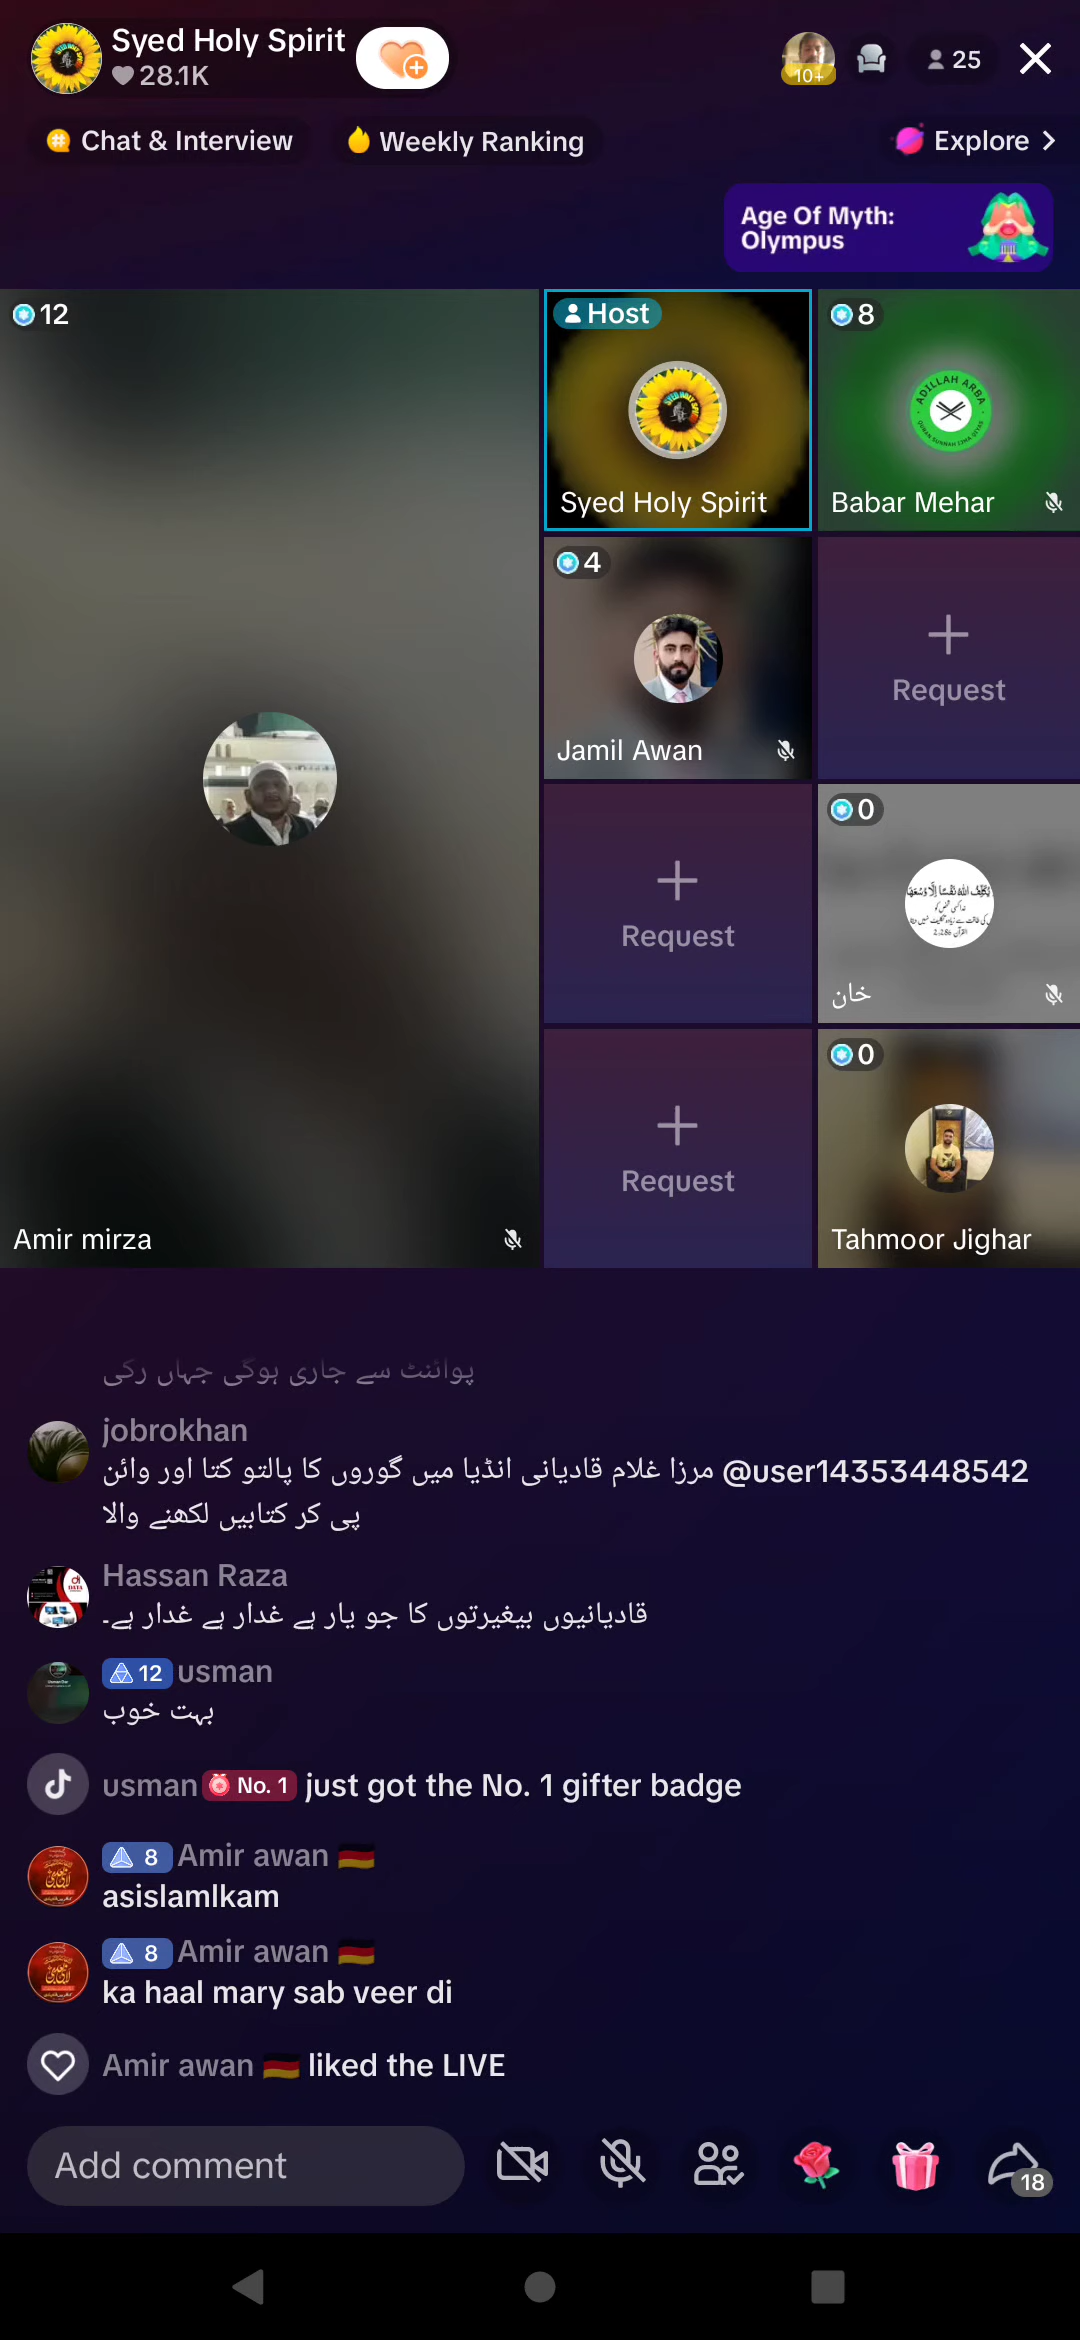 Syed Holy Spirit
28.1K
10+
25
Chat & Interview
Weekly Ranking
Explore
Age Of Myth:
Olympus
12
Host
8
ADILLAH ARBA
Syed Holy Spirit
Babar Mehar
4
Request
Jamil Awan
0
Request
خان
0
Request
Amir mirza
Tahmoor Jighar
پوائنٹ سے جاری ہوگی جہاں رکی
jobrokhan
@user14353448542 مرزا غلام قادیانی انڈیا میں گوروں کا پالتو کتا اور وائن
پی کر کتابیں لکھنے والا
Hassan Raza
قادیانیوں بیغیرتوں کا جو یار ہے غدار ہے غدار ہے۔
12 usman
بہت خوب
usman No. 1 just got the No. 1 gifter badge
8 Amir awan 🇩🇪
asislamlkam
8 Amir awan 🇩🇪
ka haal mary sab veer di
Amir awan 🇩🇪 liked the LIVE
Add comment
18